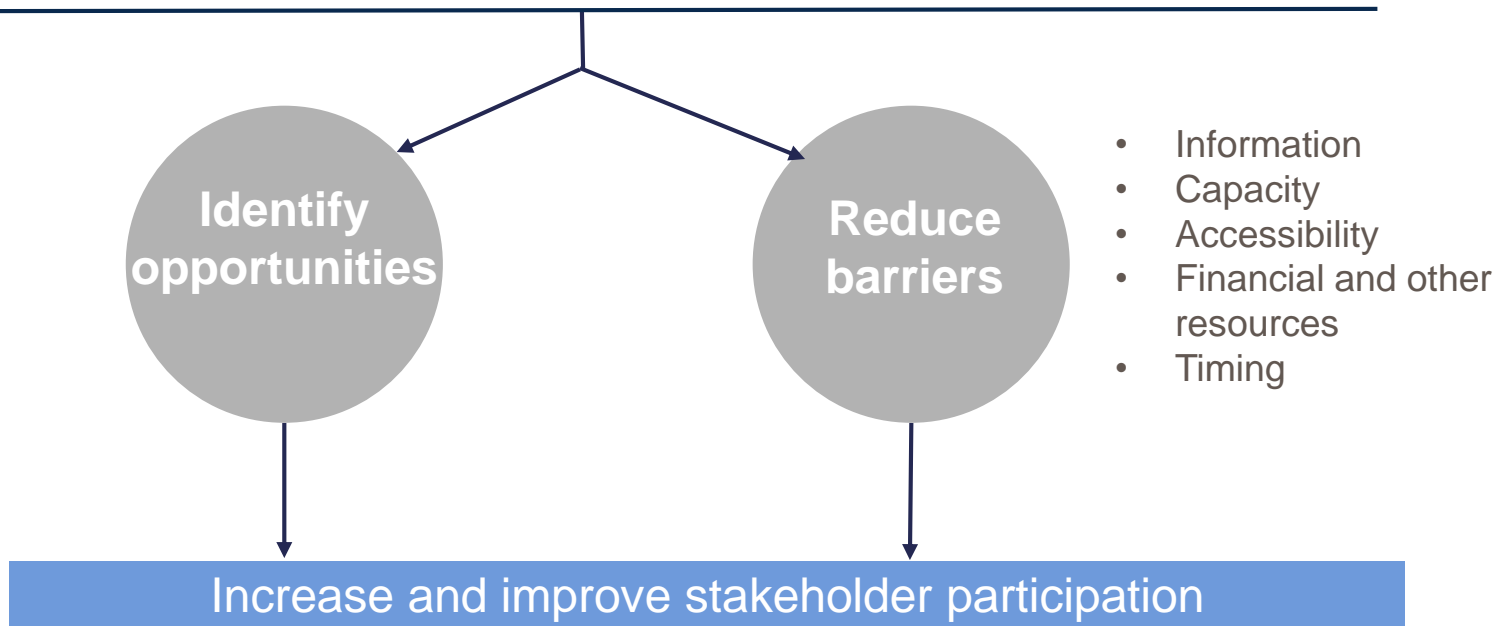 Identify
opportunities
Reduce
barriers
• Information
• Capacity
• Accessibility
• Financial and other
resources
• Timing
Increase and improve stakeholder participation